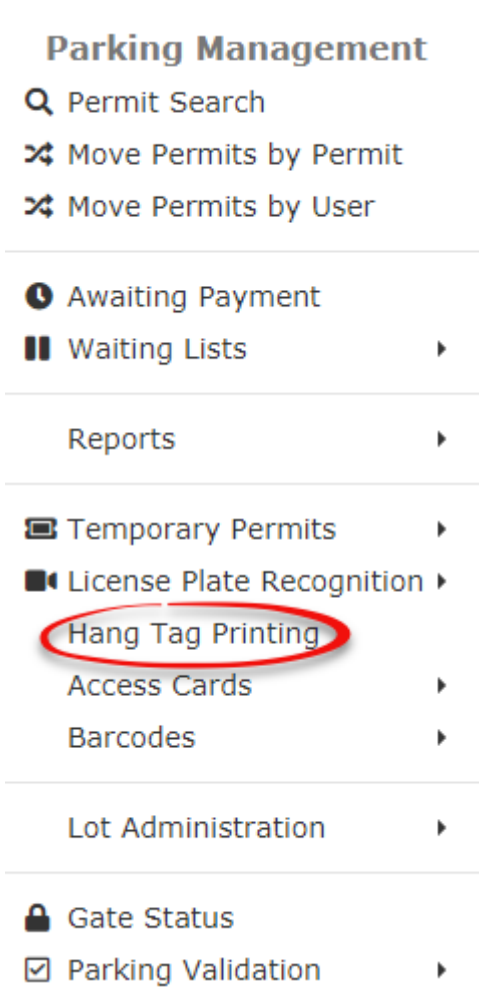 Parking Management
Permit Search
Move Permits by Permit
Move Permits by User
Awaiting Payment
Waiting Lists
Reports
Temporary Permits
License Plate Recognition
Hang Tag Printing
Access Cards
Barcodes
Lot Administration
Gate Status
Parking Validation